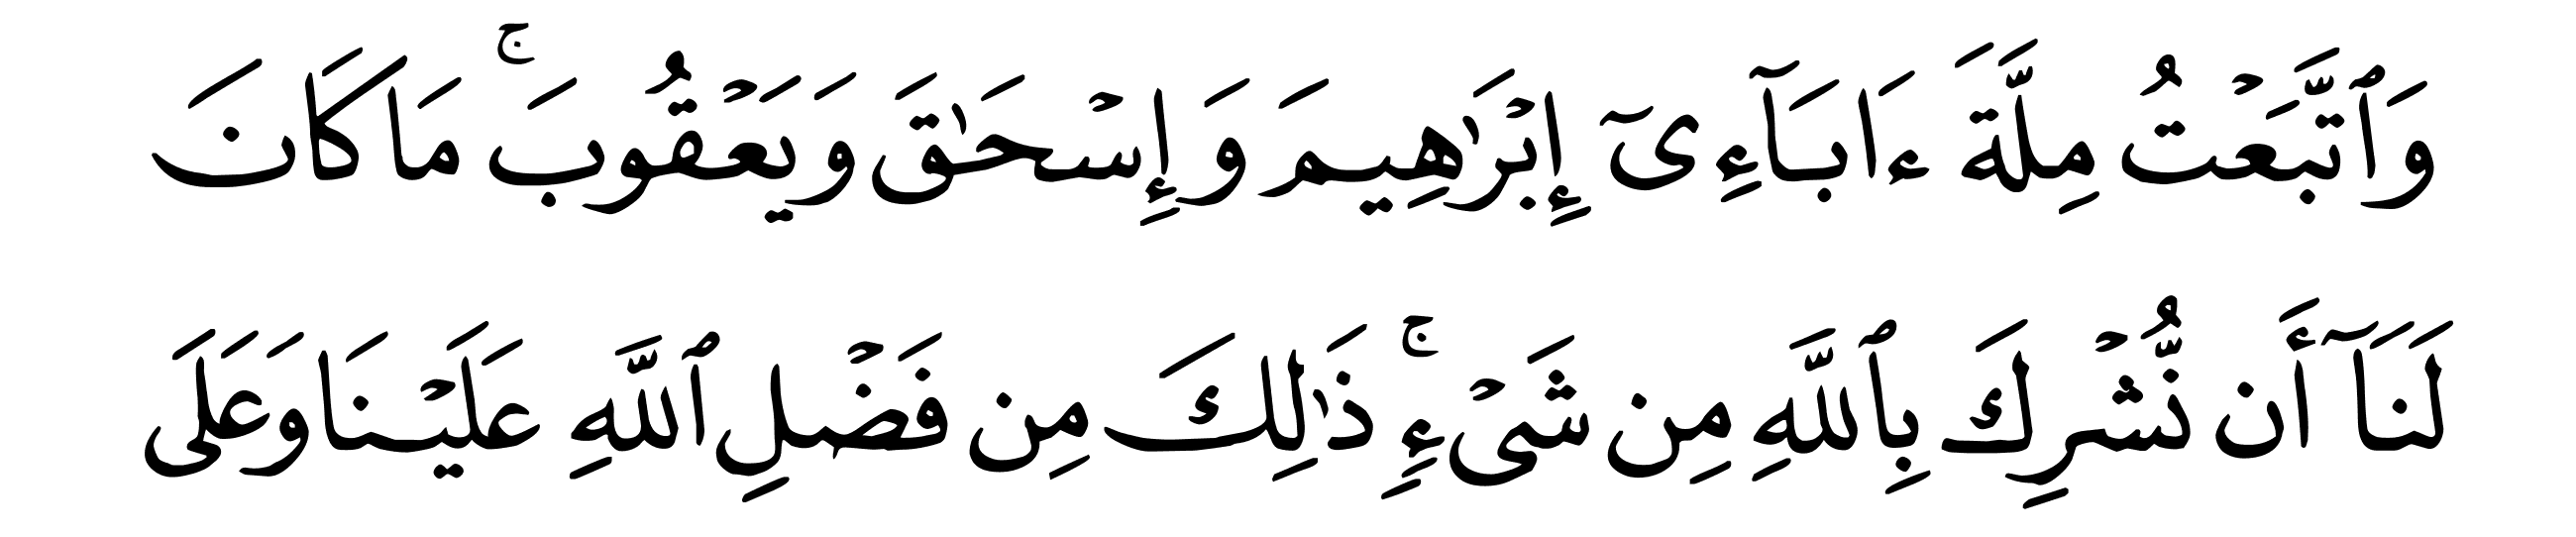 وَٱتَّبَعۡتُ مِلَّةَ ءَابَآءِىٓ إِبۡرَٰهِيمَ وَإِسۡحَٰقَ وَيَعۡقُوبَۚ مَا كَانَ
لَنَآ أَن نُّشۡرِكَ بِٱللَّهِ مِن شَىۡءٍۚ ذَٰلِكَ مِن فَضۡلِ ٱللَّهِ عَلَيۡنَا وَعَلَى